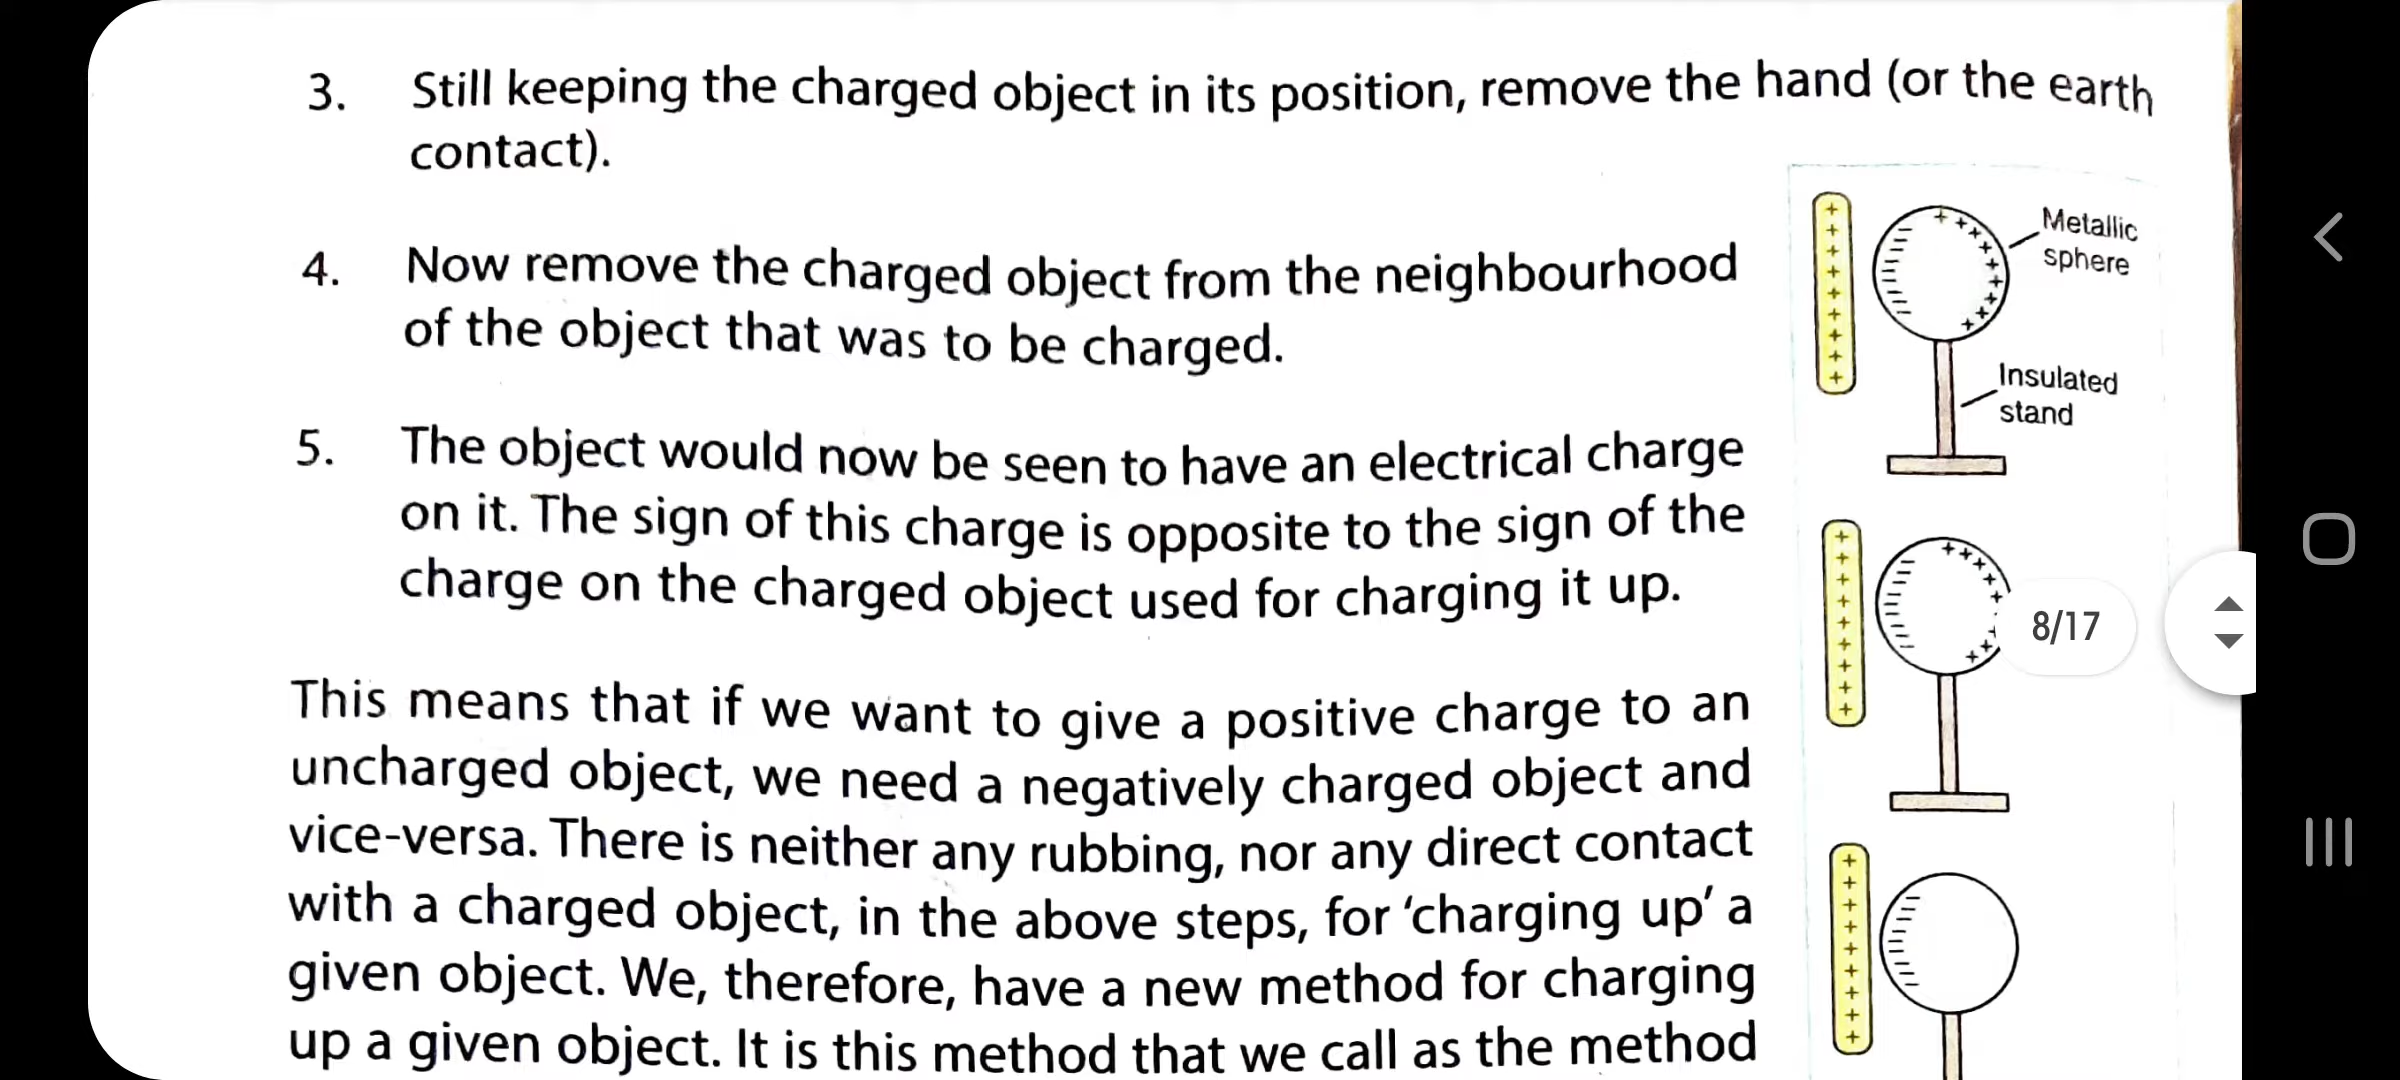 3. Still keeping the charged object in its position, remove the hand (or the earth
contact).
4. Now remove the charged object from the neighbourhood
of the object that was to be charged.
5. The object would now be seen to have an electrical charge
on it. The sign of this charge is opposite to the sign of the
charge on the charged object used for charging it up.
This means that if we want to give a positive charge to an
uncharged object, we need a negatively charged object and
vice-versa. There is neither any rubbing, nor any direct contact
with a charged object, in the above steps, for ‘charging up’ a
given object. We, therefore, have a new method for charging
up a given object. It is this method that we call as the method
Metallic
sphere
Insulated
stand
8/17